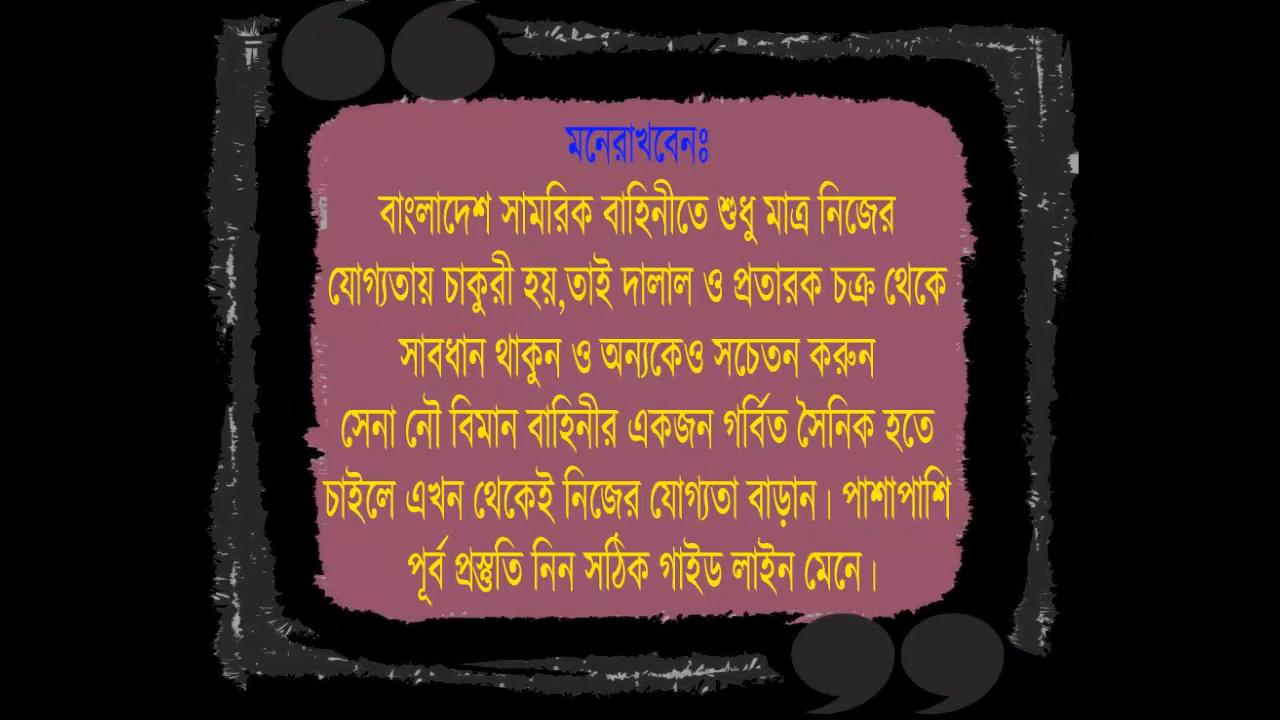 মনেরাখবেনঃ
বাংলাদেশ সামরিক বাহিনীতে শুধু মাত্র নিজের
যোগ্যতায় চাকুরী হয়,তাই দালাল ও প্রতারক চক্র থেকে
সাবধান থাকুন ও অন্যকেও সচেতন করুন
সেনা নৌ বিমান বাহিনীর একজন গর্বিত সৈনিক হতে
চাইলে এখন থেকেই নিজের যোগ্যতা বাড়ান। পাশাপাশি
পূর্ব প্রস্তুতি নিন সঠিক গাইড লাইন মেনে।